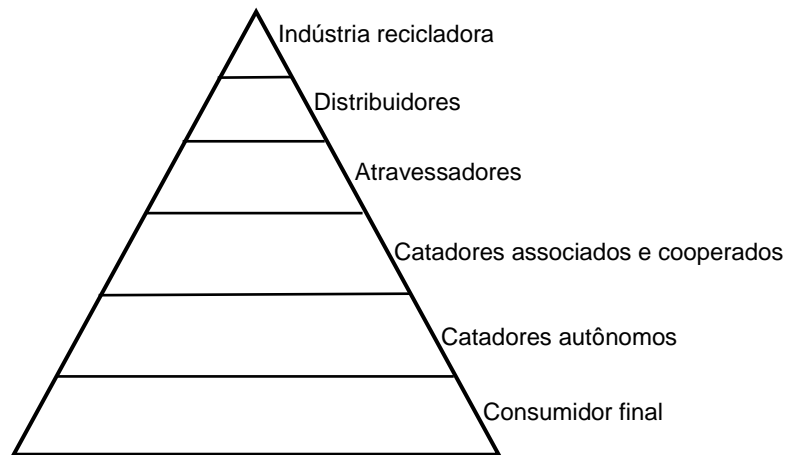 Indústria recicladora
Distribuidores
Atravessadores
Catadores associados e cooperados
Catadores autônomos
Consumidor final